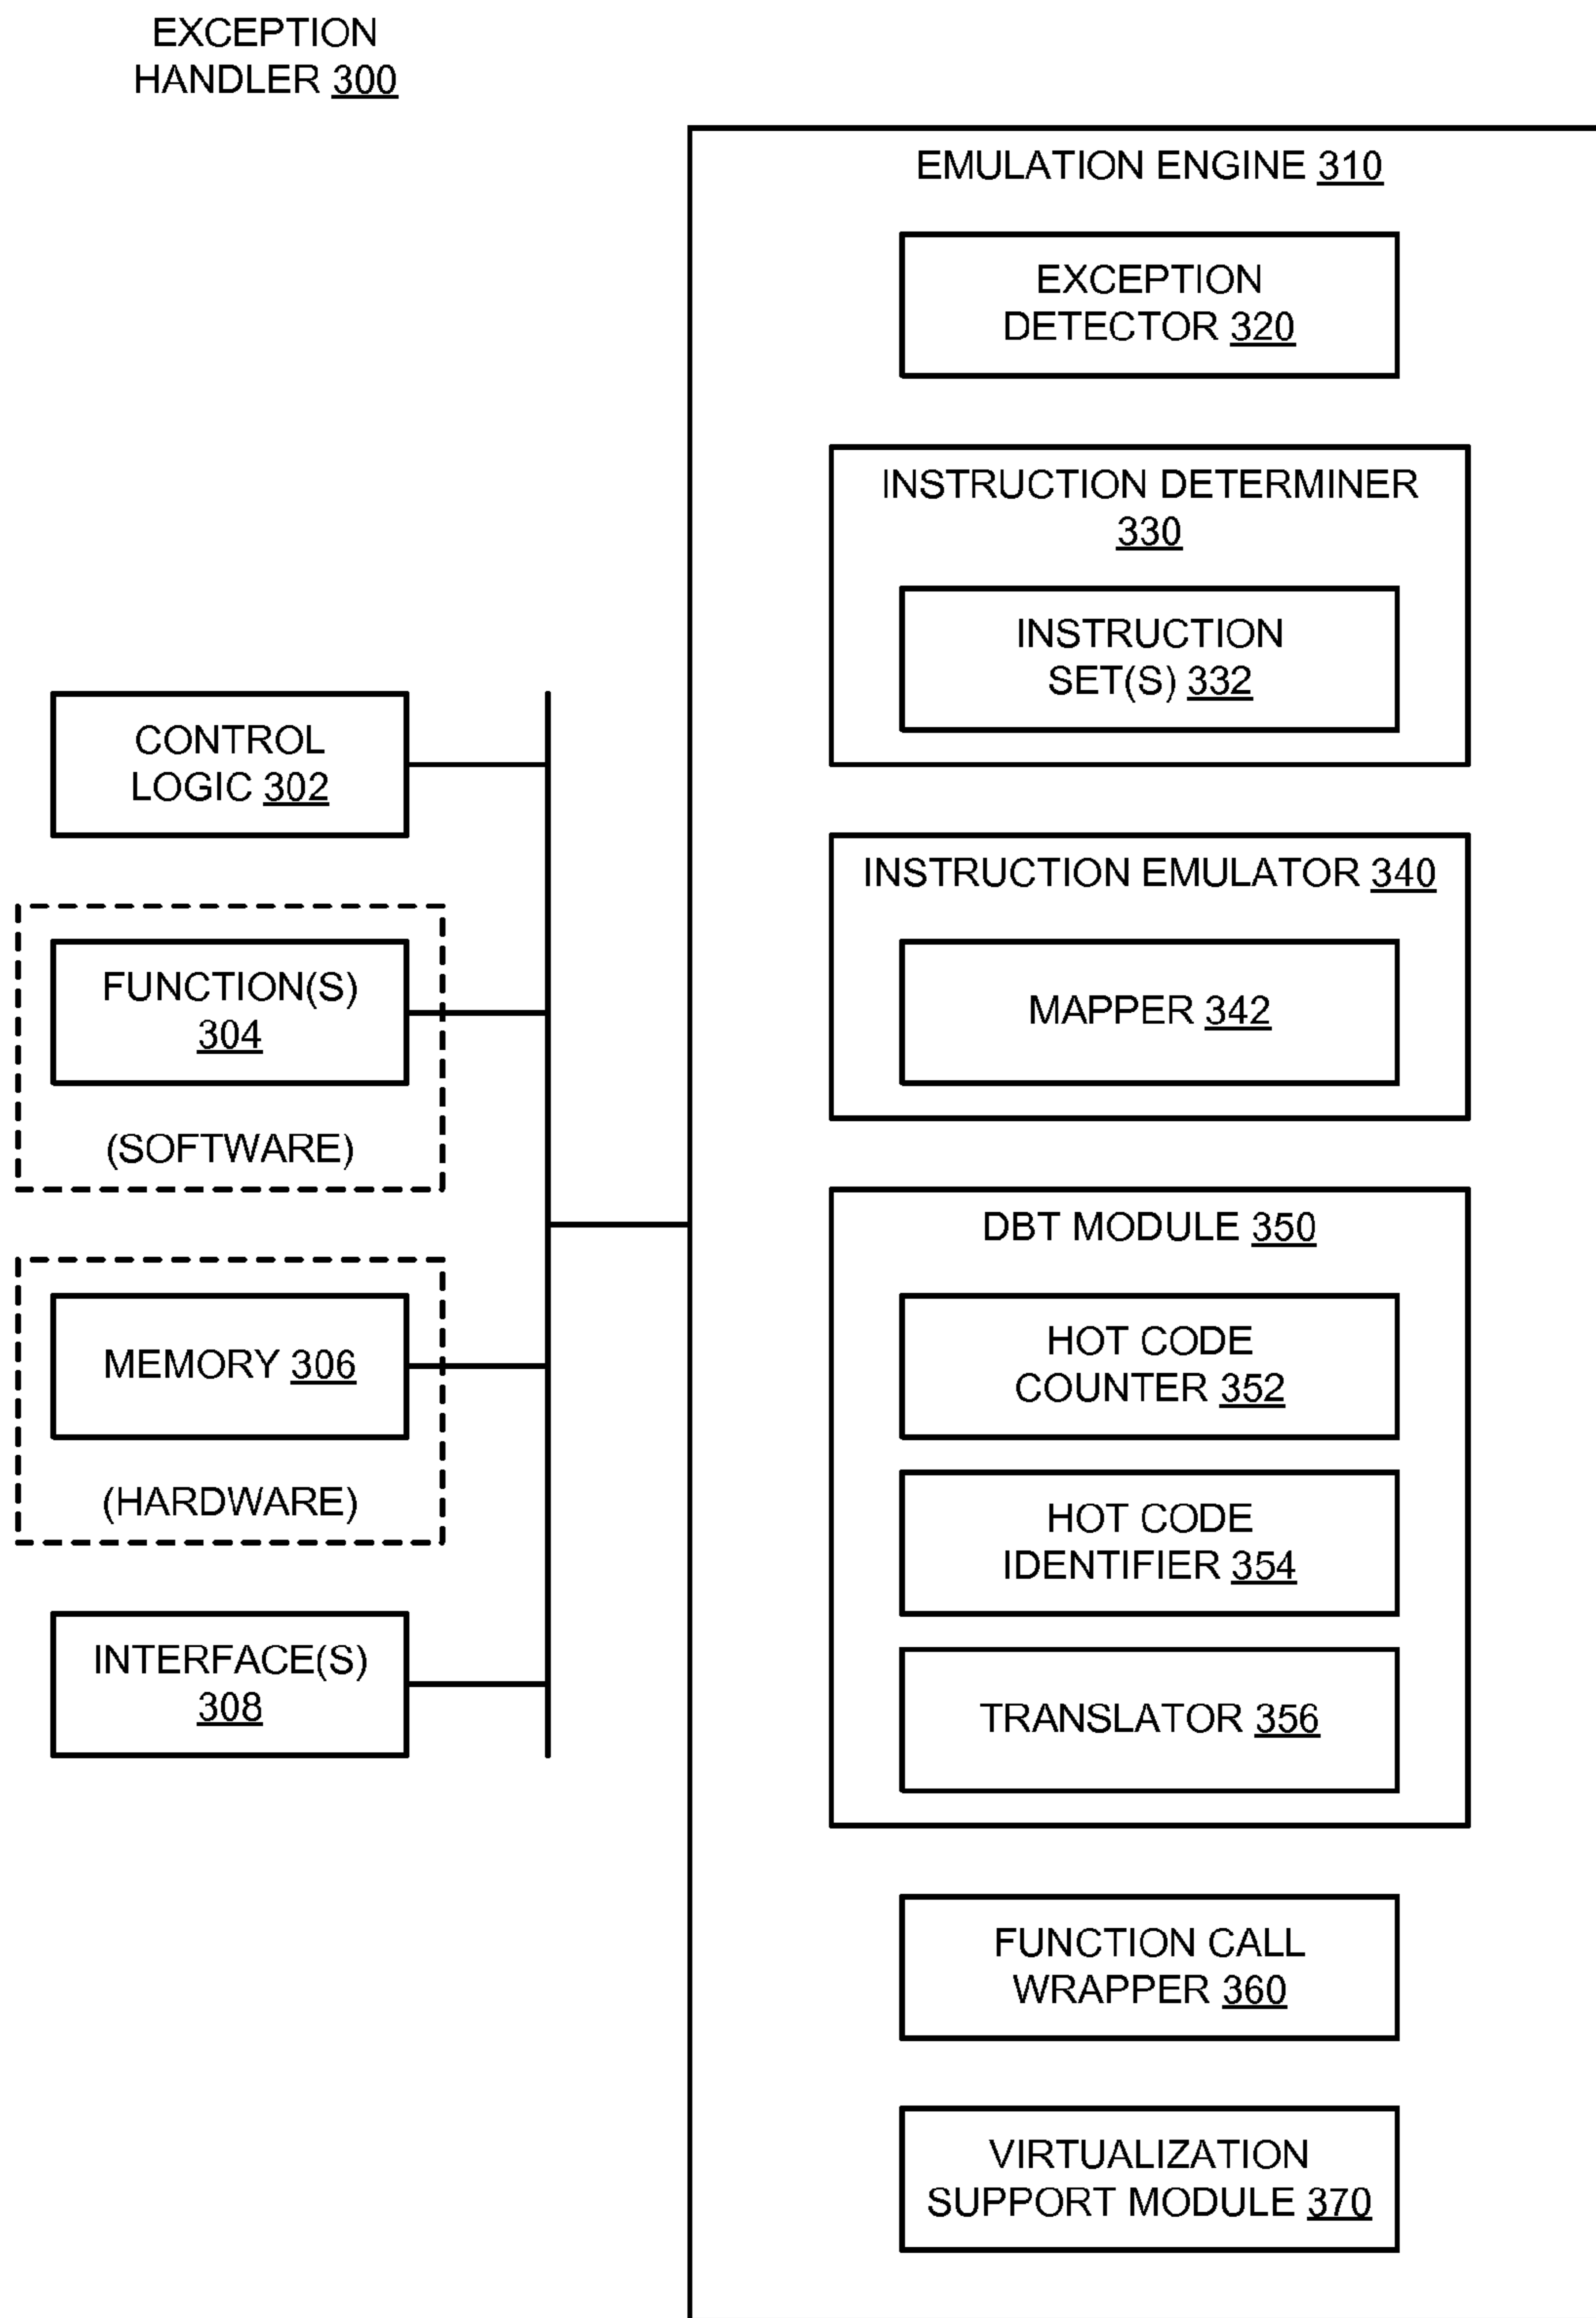 EXCEPTION
HANDLER 300
EMULATION ENGINE 310
EXCEPTION
DETECTOR 320
INSTRUCTION DETERMINER
330
INSTRUCTION
SET(S) 332
CONTROL
LOGIC 302
INSTRUCTION EMULATOR 340
FUNCTION(S)
304
MAPPER 342
(SOFTWARE)
DBT MODULE 350
MEMORY 306
HOT CODE
COUNTER 352
(HARDWARE)
HOT CODE
IDENTIFIER 354
INTERFACE(S)
308
TRANSLATOR 356
FUNCTION CALL
WRAPPER 360
VIRTUALIZATION
SUPPORT MODULE 370